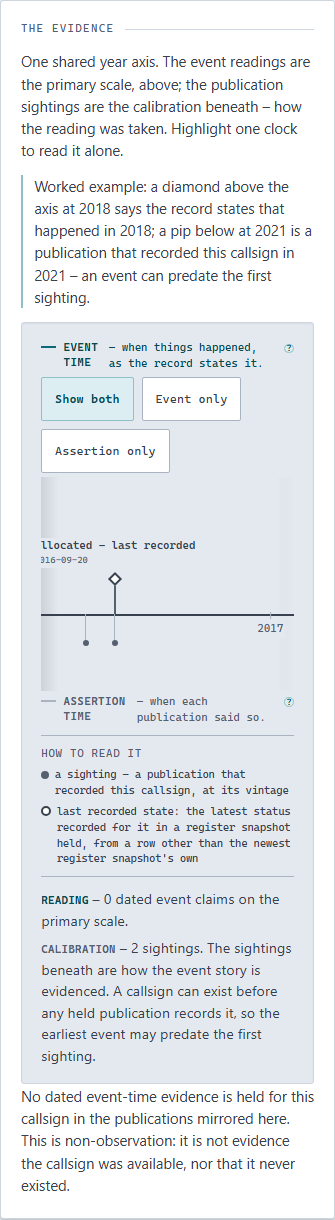 THE EVIDENCE
One shared year axis. The event readings are
the primary scale, above; the publication
sightings are the calibration beneath – how
the reading was taken. Highlight one clock
to read it alone.
Worked example: a diamond above the
axis at 2018 says the record states that
happened in 2018; a pip below at 2021 is a
publication that recorded this callsign in
2021 – an event can predate the first
sighting.
EVENT – when things happened, ?
TIME as the record states it.
Show both Event only
Assertion only
llocated – last recorded
016-09-20
2017
ASSERTION – when each ?
TIME publication said so.
HOW TO READ IT
a sighting – a publication that
recorded this callsign, at its vintage
last recorded state: the latest status
recorded for it in a register snapshot
held, from a row other than the newest
register snapshot's own
READING – 0 dated event claims on the
primary scale.
CALIBRATION – 2 sightings. The sightings
beneath are how the event story is
evidenced. A callsign can exist before
any held publication records it, so the
earliest event may predate the first
sighting.
No dated event-time evidence is held for this
callsign in the publications mirrored here.
This is non-observation: it is not evidence
the callsign was available, nor that it never
existed.